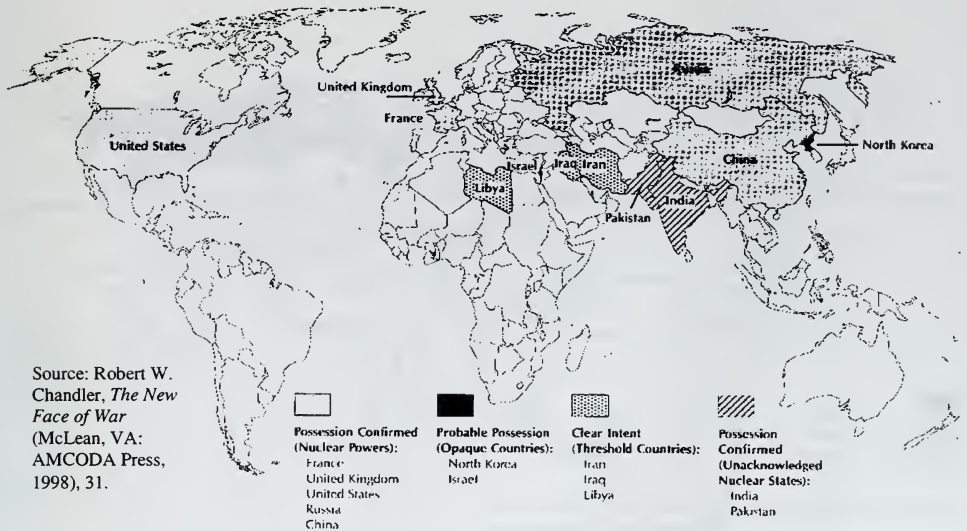 United Kingdom
France
United States
Russia
North Korea
China
Israel
Iraq Iran
Libya
India
Pakistan
Source: Robert W.
Chandler, The New
Face of War
(McLean, VA:
AMCODA Press,
1998), 31.
Possession Confirmed
(Nuclear Powers):
France
United Kingdom
United States
Russia
China
Probable Possession
(Opaque Countries):
North Korea
Israel
Clear Intent
(Threshold Countries):
Iran
Iraq
Libya
Possession
Confirmed
(Unacknowledged
Nuclear States):
India
Pakistan